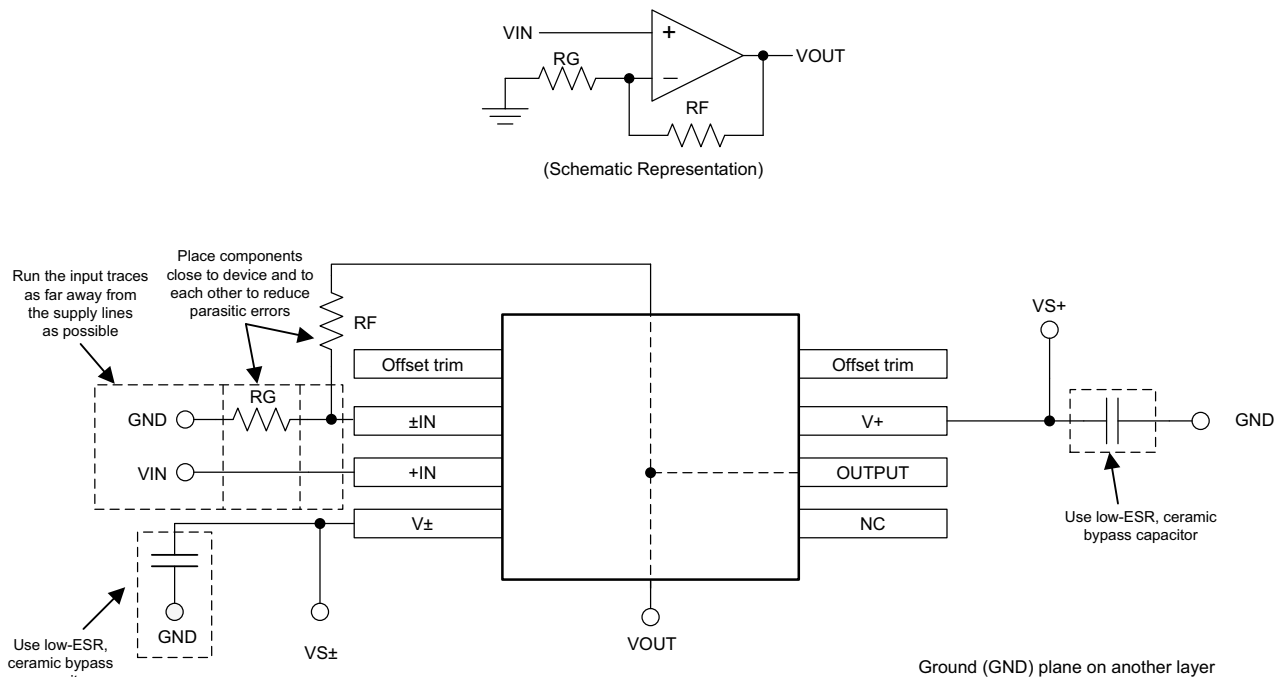 VIN
RG
+
−
VOUT
RF
(Schematic Representation)
Run the input traces
as far away from
the supply lines
as possible
Place components
close to device and to
each other to reduce
parasitic errors
RF
RG
GND
VIN
Offset trim
±IN
+IN
V±
Offset trim
V+
OUTPUT
NC
VS+
GND
Use low-ESR, ceramic
bypass capacitor
Use low-ESR,
ceramic bypass
GND
VS±
VOUT
Ground (GND) plane on another layer